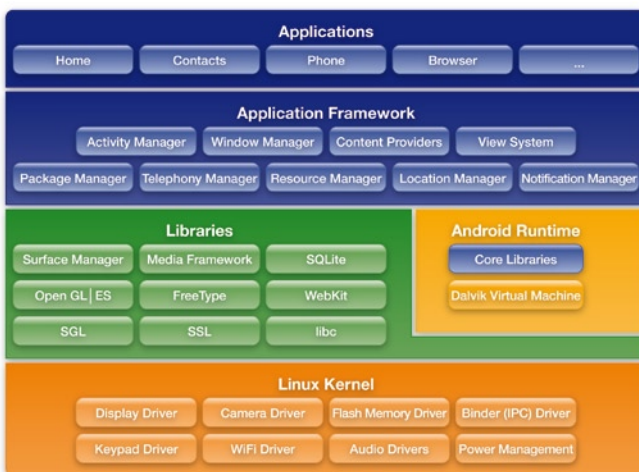 Applications
Home Contacts Phone Browser ...
Application Framework
Activity Manager Window Manager Content Providers View System
Package Manager Telephony Manager Resource Manager Location Manager Notification Manager
Libraries
Surface Manager Media Framework SQLite
Open GL|ES FreeType WebKit
SGL SSL libc
Android Runtime
Core Libraries
Dalvik Virtual Machine
Linux Kernel
Display Driver Camera Driver Flash Memory Driver Binder (IPC) Driver
Keypad Driver WiFi Driver Audio Drivers Power Management